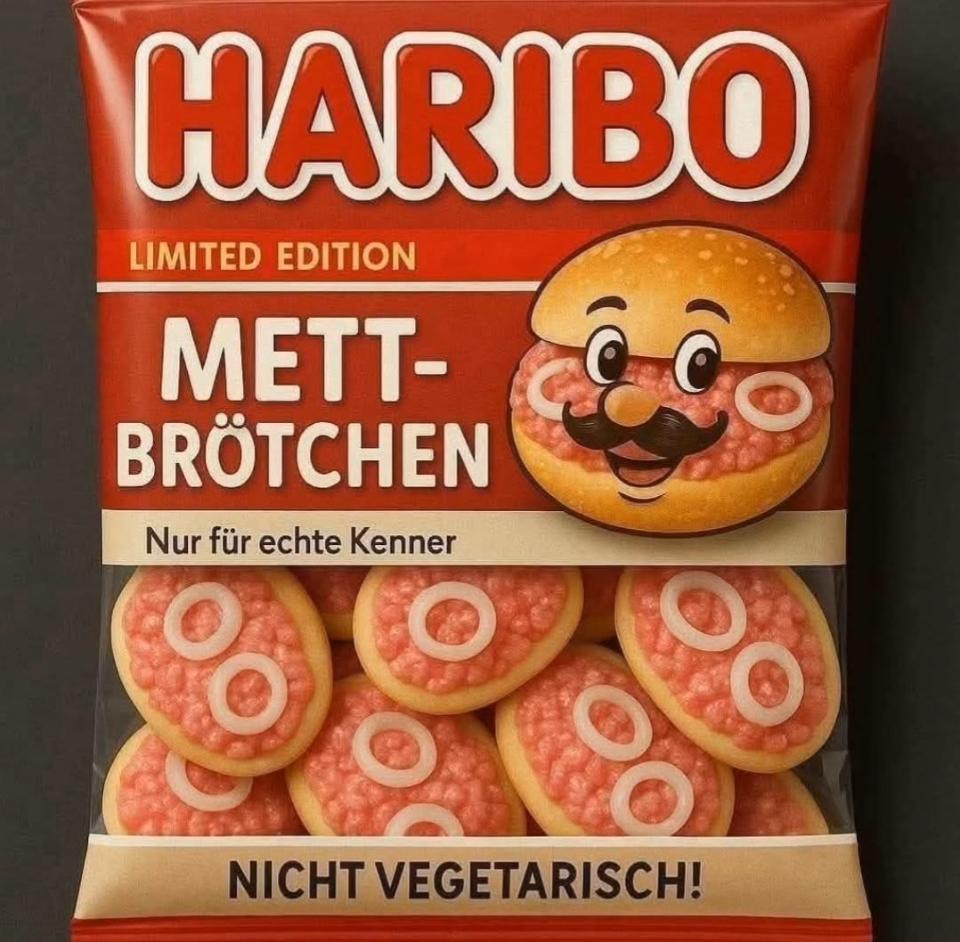 HARIBO
LIMITED EDITION
METT-
BRÖTCHEN
Nur für echte Kenner
NICHT VEGETARISCH!